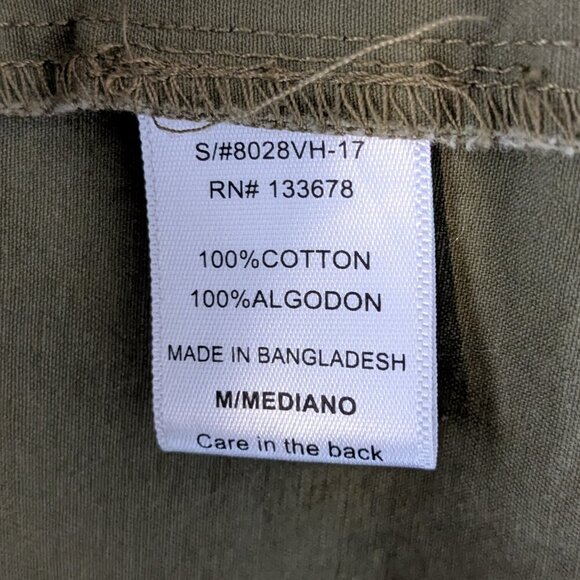 S/#8028VH-17
RN# 133678
100%COTTON
100%ALGODON
MADE IN BANGLADESH
M/MEDIANO
Care in the back